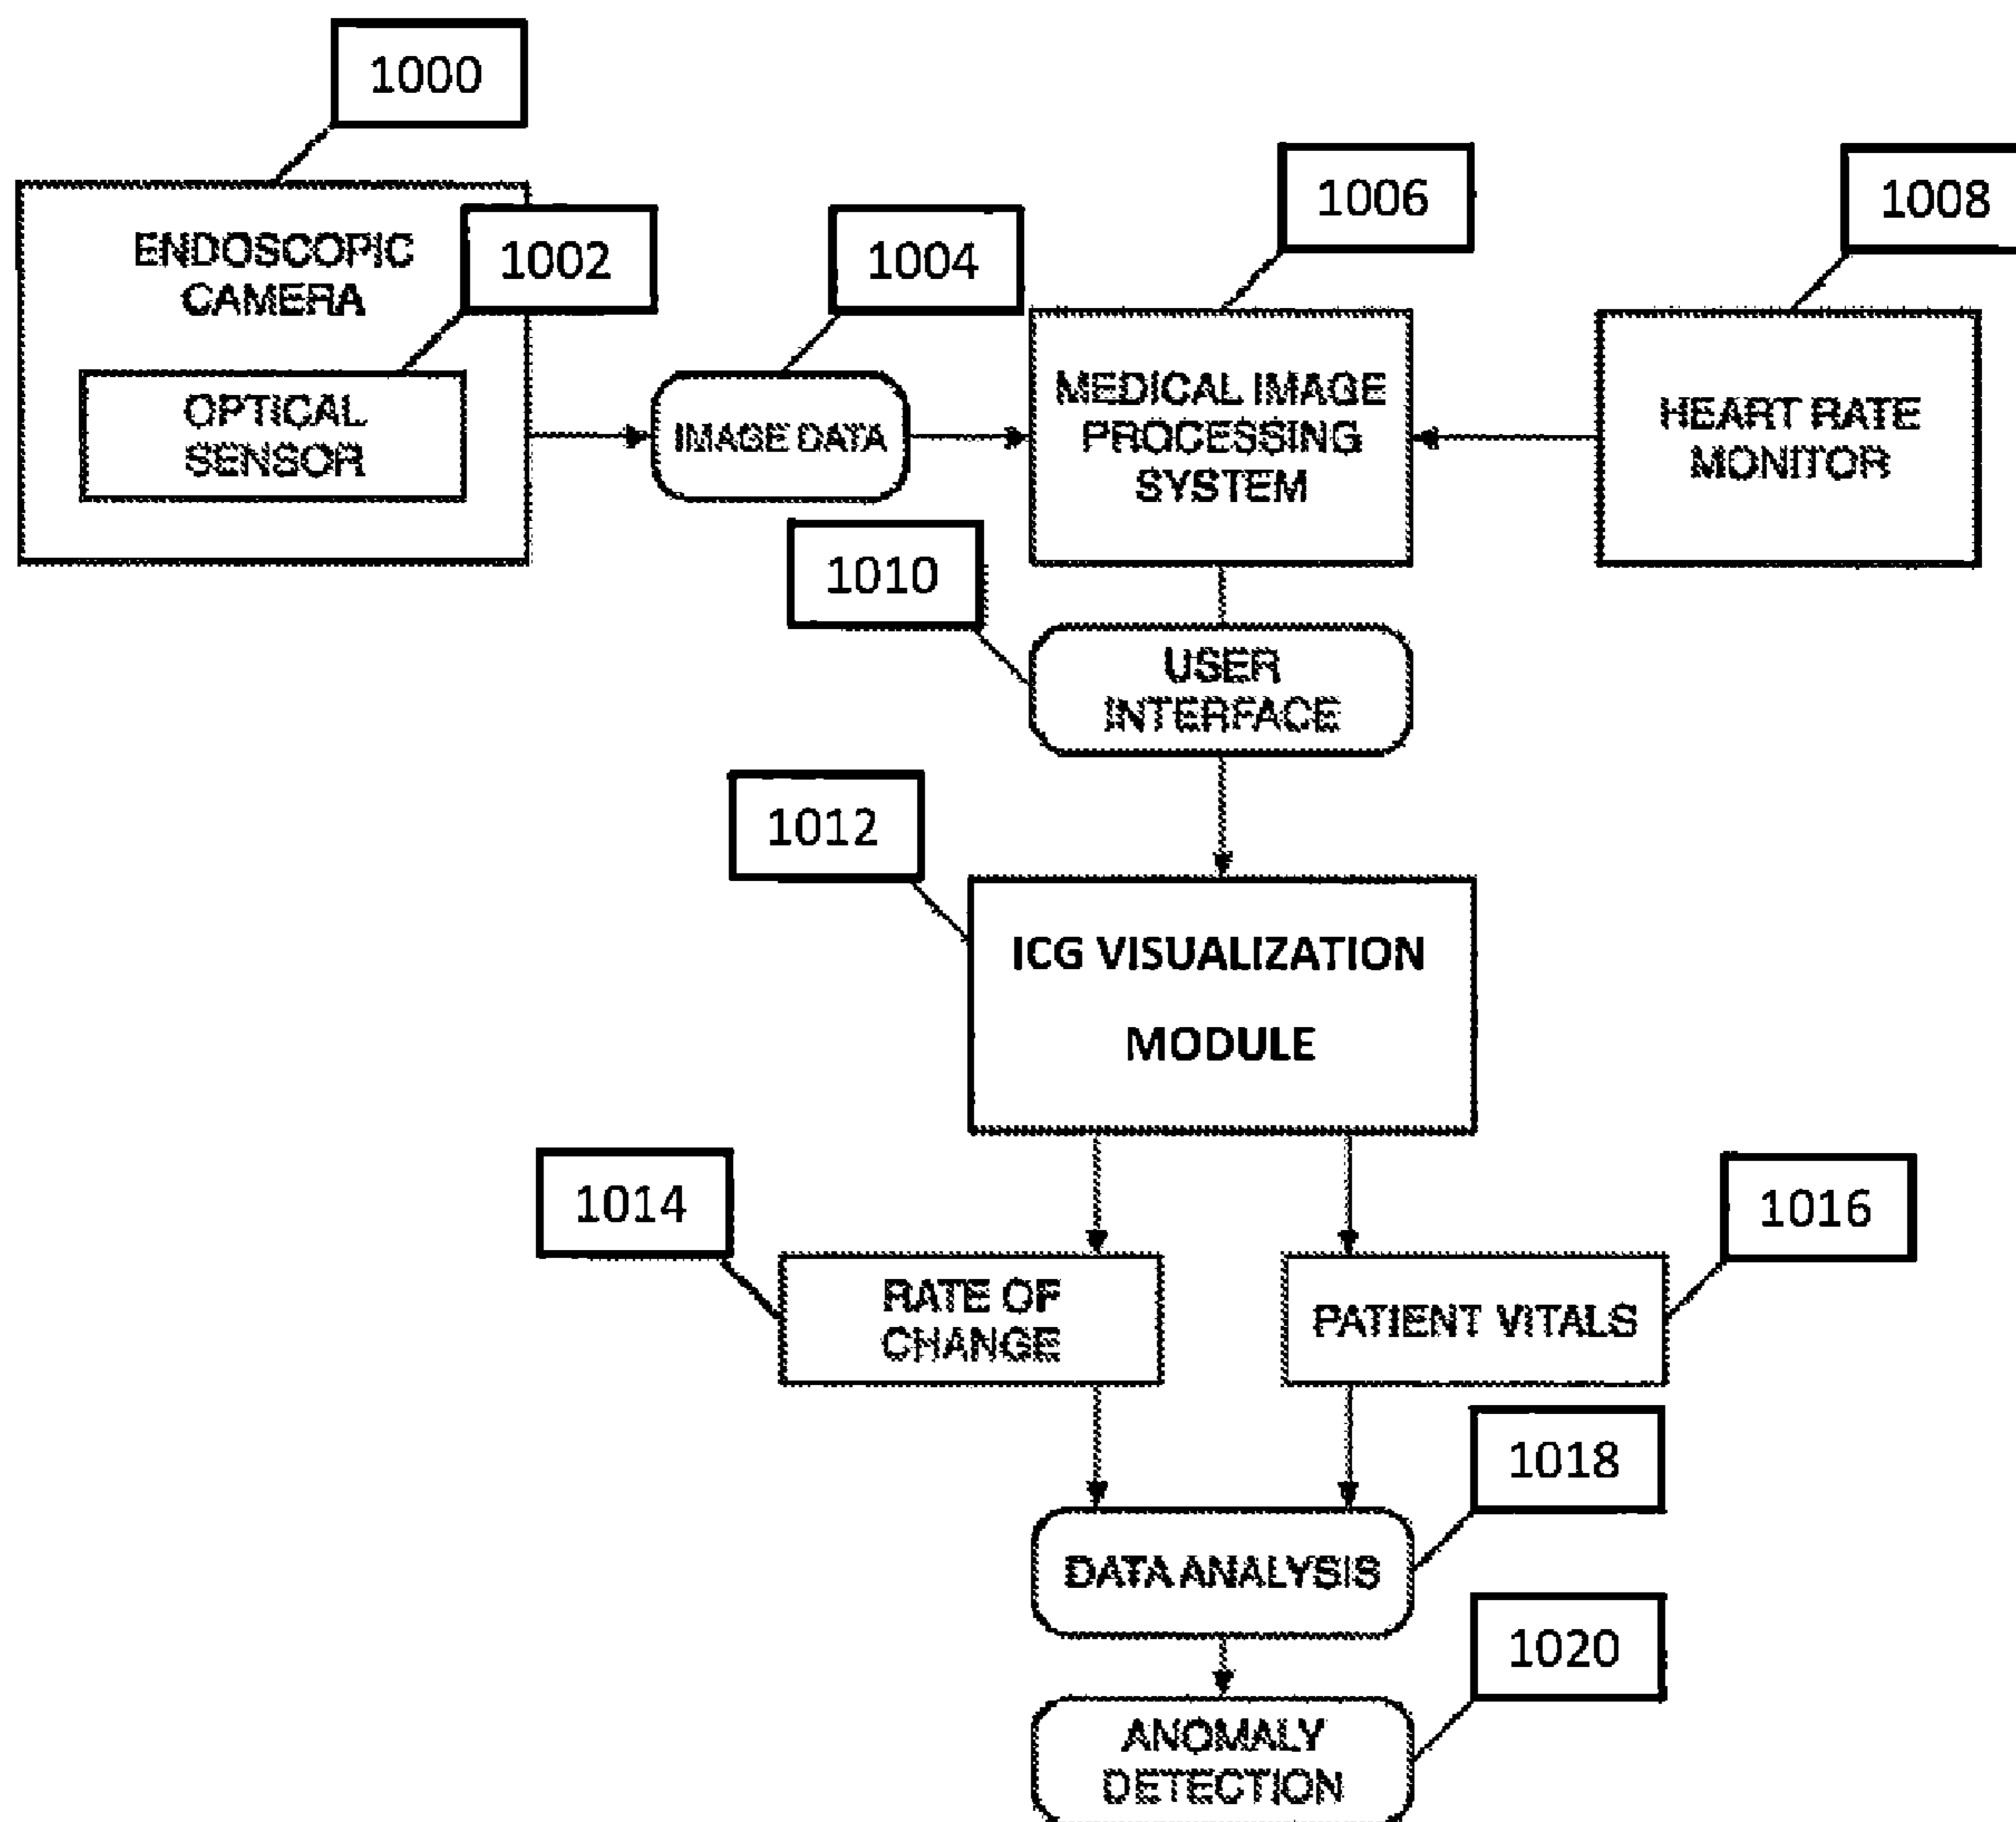 1000
1006
1008
ENDOSCOPIC
CAMERA
1002
1004
OPTICAL
SENSOR
IMAGE DATA
MEDICAL IMAGE
PROCESSING
SYSTEM
HEART RATE
MONITOR
1010
USER
INTERFACE
1012
ICG VISUALIZATION
MODULE
1014
1016
RATE OF
CHANGE
PATIENT VITALS
1018
DATA ANALYSIS
1020
ANOMALY
DETECTION